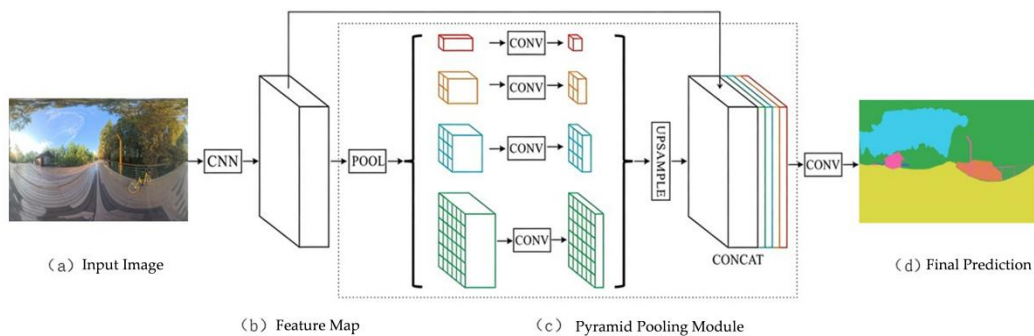 CNN
POOL
CONV
CONV
CONV
CONV
UPSAMPLE
CONCAT
CONV
(a) Input Image
(d) Final Prediction
(b) Feature Map
(c) Pyramid Pooling Module